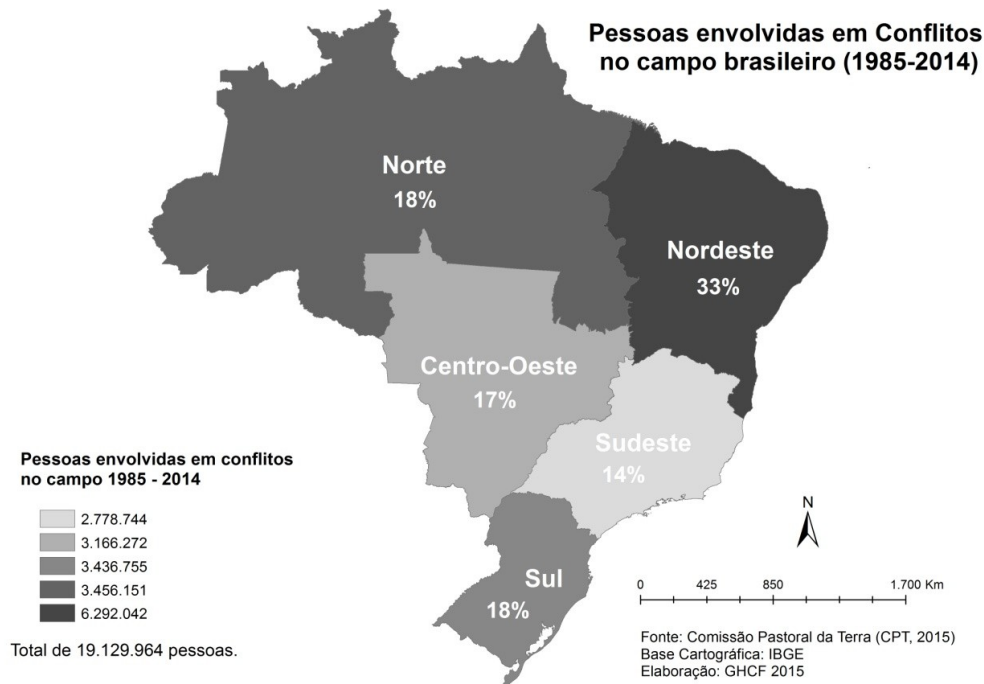 Pessoas envolvidas em Conflitos
no campo brasileiro (1985-2014)
Norte
18%
Nordeste
33%
Centro-Oeste
17%
Sudeste
14%
Sul
18%
Pessoas envolvidas em conflitos
no campo 1985 - 2014
2.778.744
3.166.272
3.436.755
3.456.151
6.292.042
Total de 19.129.964 pessoas.
N
0 425 850 1.700 Km
Fonte: Comissão Pastoral da Terra (CPT, 2015)
Base Cartográfica: IBGE
Elaboração: GHCF 2015